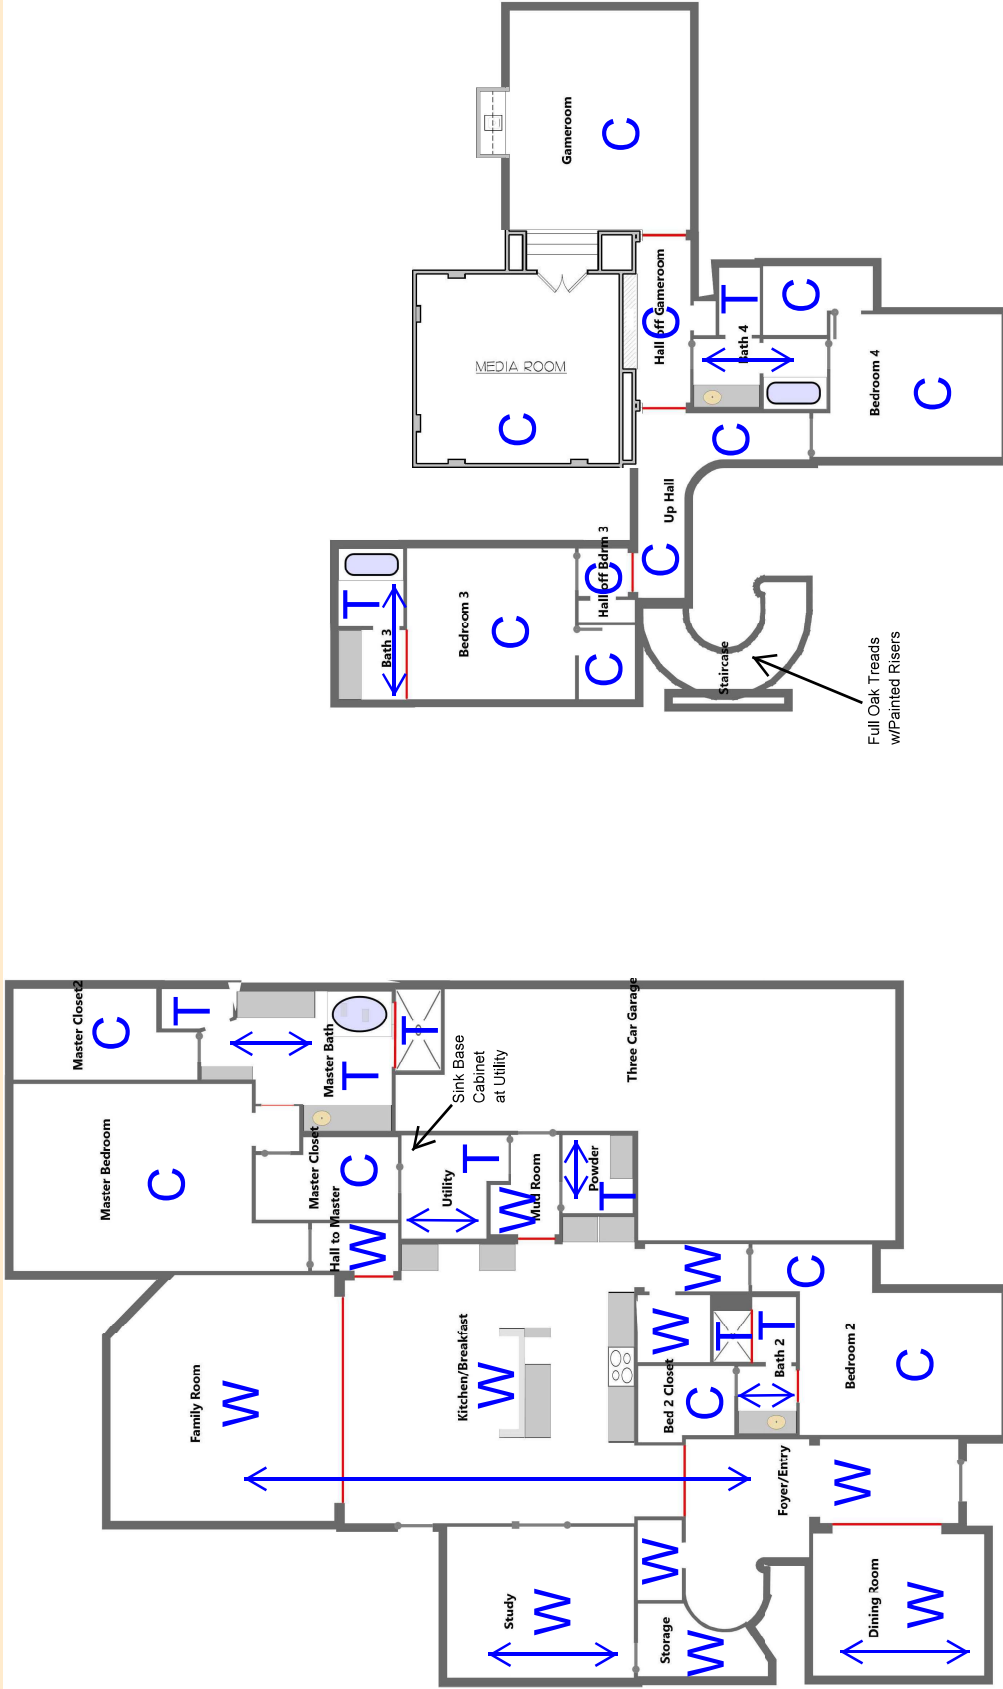 Gameroom
C
MEDIA ROOM
C
Hall off Gameroom
C
T
Bath 4
C
Bedroom 4
C
C
Up Hall
C
Hall off Bdrm 3
C
T
Bath 3
Bedroom 3
C
C
Staircase
Full Oak Treads
w/Painted Risers
Master Closet2
C
T
Master Bath
T
T
Three Car Garage
Sink Base
Cabinet
at Utility
Master Bedroom
C
Master Closet
C
Utility
T
Mud Room
W
Powder
T
Hall to Master
W
Family Room
W
Kitchen/Breakfast
W
W
W
T
T
Bath 2
C
Bedroom 2
C
Bed 2 Closet
C
Foyer/Entry
W
Study
W
W
Storage
W
Dining Room
W